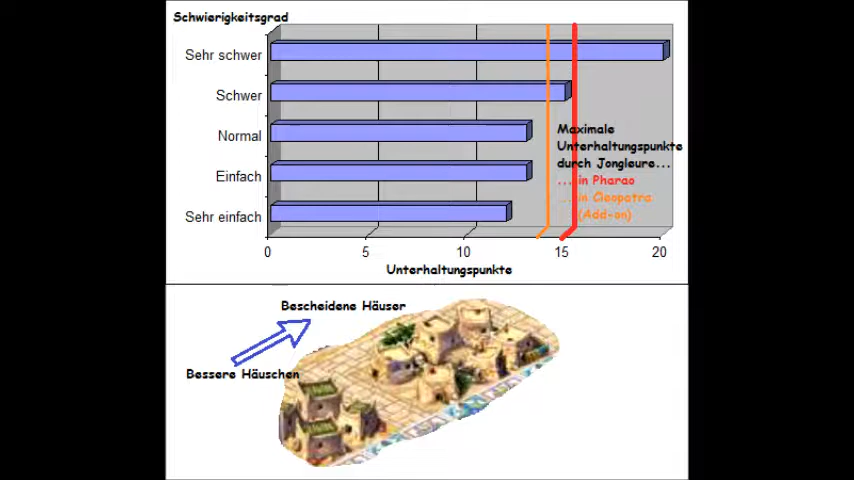 Schwierigkeitsgrad
Sehr schwer
Schwer
Normal
Einfach
Sehr einfach
Maximale
Unterhaltungspunkte
durch Jongleure...
...in Pharao
...in Cleopatra
(Add-on)
0 5 10 15 20
Unterhaltungspunkte
Bescheidene Häuser
Bessere Häuschen